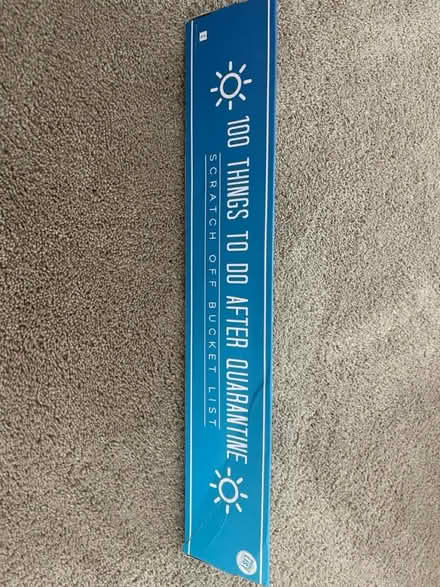 100 THINGS TO DO AFTER QUARANTINE
SCRATCH OFF BUCKET LIST